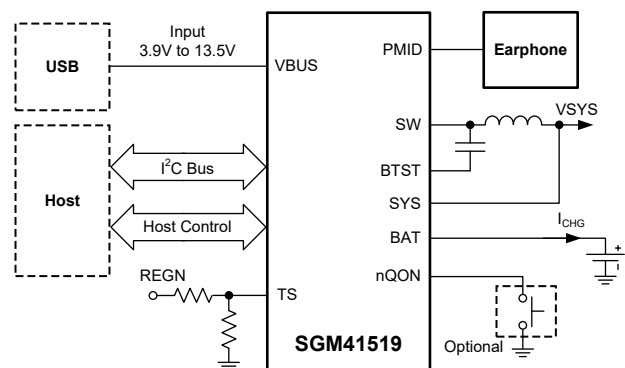 Input
3.9V to 13.5V
USB
VBUS
PMID
Earphone
VSYS
SW
I²C Bus
BTST
Host
SYS
Host Control
I_CHG
BAT
+
REGN
nQON
TS
SGM41519
Optional